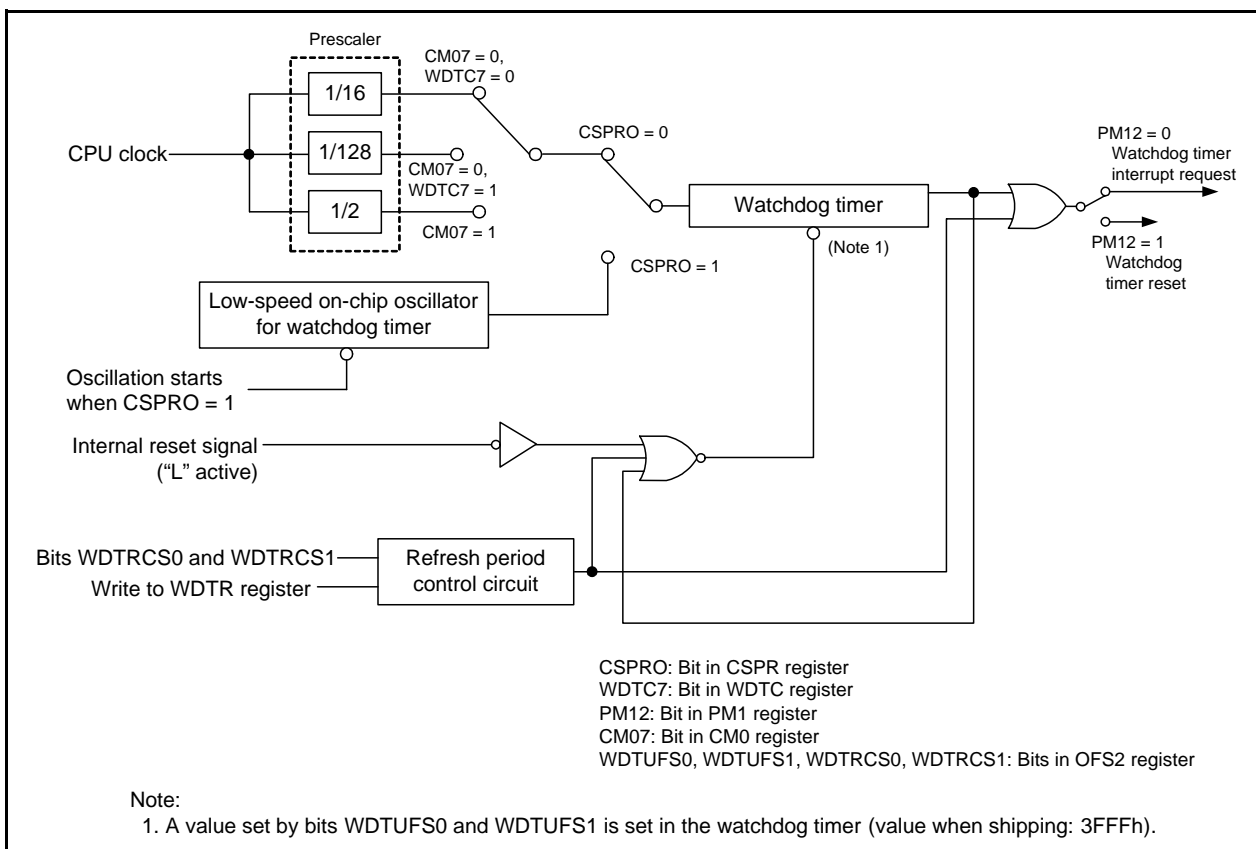 Prescaler
CM07 = 0,
WDTC7 = 0
1/16
CSPRO = 0
PM12 = 0
Watchdog timer
interrupt request
CPU clock
1/128
CM07 = 0,
WDTC7 = 1
1/2
CM07 = 1
Watchdog timer
(Note 1)
PM12 = 1
Watchdog
timer reset
CSPRO = 1
Low-speed on-chip oscillator
for watchdog timer
Oscillation starts
when CSPRO = 1
Internal reset signal
(“L” active)
Bits WDTRCS0 and WDTRCS1
Write to WDTR register
Refresh period
control circuit
CSPRO: Bit in CSPR register
WDTC7: Bit in WDTC register
PM12: Bit in PM1 register
CM07: Bit in CM0 register
WDTUFS0, WDTUFS1, WDTRCS0, WDTRCS1: Bits in OFS2 register
Note:
1. A value set by bits WDTUFS0 and WDTUFS1 is set in the watchdog timer (value when shipping: 3FFFh).